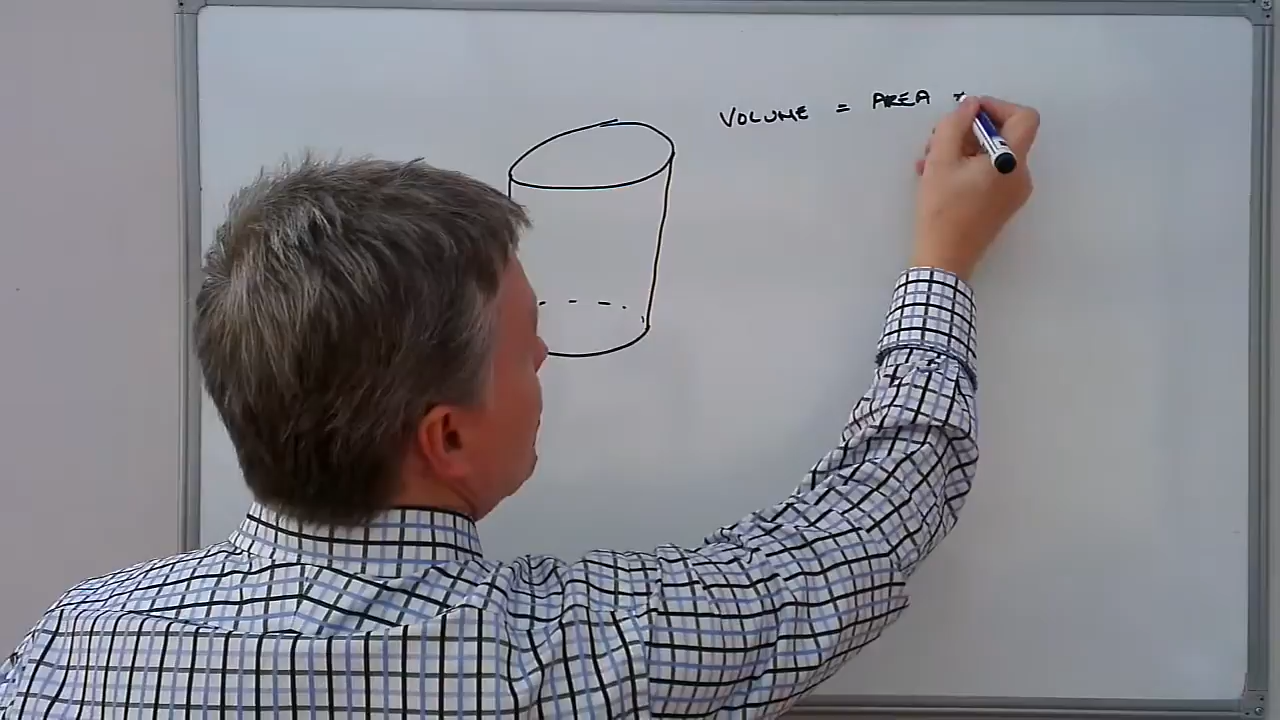 VOLUME = AREA ×